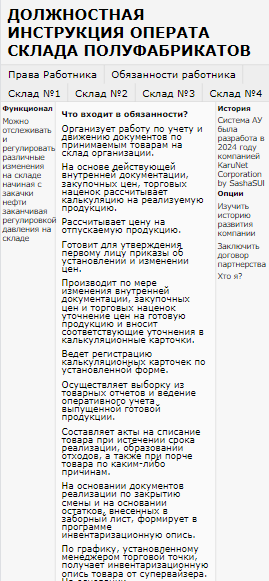 ДОЛЖНОСТНАЯ
ИНСТРУКЦИЯ ОПЕРАТА
СКЛАДА ПОЛУФАБРИКАТОВ
Права Работника
Обязанности работника
Склад №1
Склад №2
Склад №3
Склад №4
Функционал
Можно
отслеживать
и
регулировать
различные
изменения
на складе
начиная с
закачки
нефти
заканчивая
регулировкой
давления на
складе
Что входит в обязанности?
Организует работу по учету и
движению документов по
принимаемым товарам на
склад организации.
На основе действующей
внутренней документации,
закупочных цен, торговых
наценок рассчитывает
калькуляцию на реализуемую
продукцию.
Рассчитывает цену на
отпускаемую продукцию.
Готовит для утверждения
первому лицу приказы об
установлении и изменении
цен.
Производит по мере
изменения внутренней
документации, закупочных
цен и торговых наценок
уточнение цен на готовую
продукцию и вносит
соответствующие уточнения в
калькуляционные карточки.
Ведет регистрацию
калькуляционных карточек по
установленной форме.
Осуществляет выборку из
товарных отчетов и ведение
оперативного учета
выпущенной готовой
продукции.
Составляет акты на списание
товара при истечении срока
реализации, образовании
отходов, а также при порче
товара по каким-либо
причинам.
На основании документов
реализации по закрытию
смены и на основании
остатков, внесенных в
заборный лист, формирует в
программе
инвентаризационную опись.
По графику, установленному
менеджером торговой точки,
получает инвентаризационную
опись товара от супервайзера.
История
Система АУ
была
разработа в
2024 году
компанией
KaruNet
Corporation
by SashaSUI
Опции
Изучить
историю
развития
компании
Заключить
договор
партнерства
Кто я?